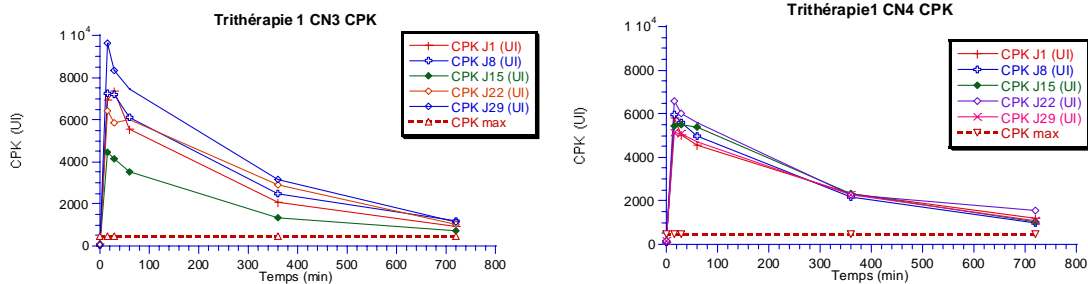 Trithérapie 1 CN3 CPK
CPK (UI)
1 10⁴
8000
6000
4000
2000
0
0 100 200 300 400 500 600 700 800
Temps (min)
CPK J1 (UI)
CPK J8 (UI)
CPK J15 (UI)
CPK J22 (UI)
CPK J29 (UI)
CPK max
Trithérapie1 CN4 CPK
CPK (UI)
1 10⁴
8000
6000
4000
2000
0
0 100 200 300 400 500 600 700 800
Temps (min)
CPK J1 (UI)
CPK J8 (UI)
CPK J15 (UI)
CPK J22 (UI)
CPK J29 (UI)
CPK max